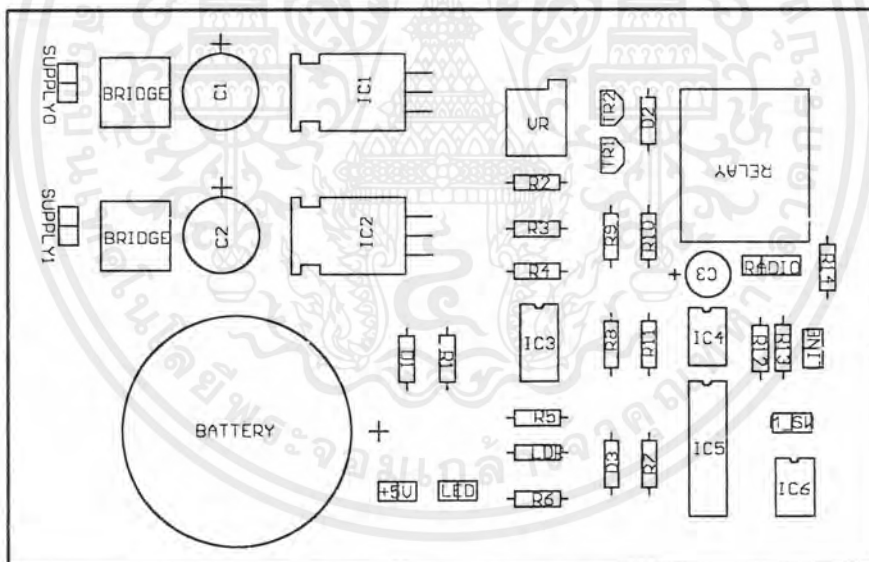 SUPPLY0
BRIDGE
C1
IC1
VR
TR2
TR1
D2
RELAY
SUPPLY1
BRIDGE
C2
IC2
R2
R3
R4
R9
R10
C3
RADIO
R14
D1
R1
IC3
R8
R11
IC4
R12
R13
BATTERY
R5
LDR
R6
D3
R7
IC5
IC6
+5V
LED